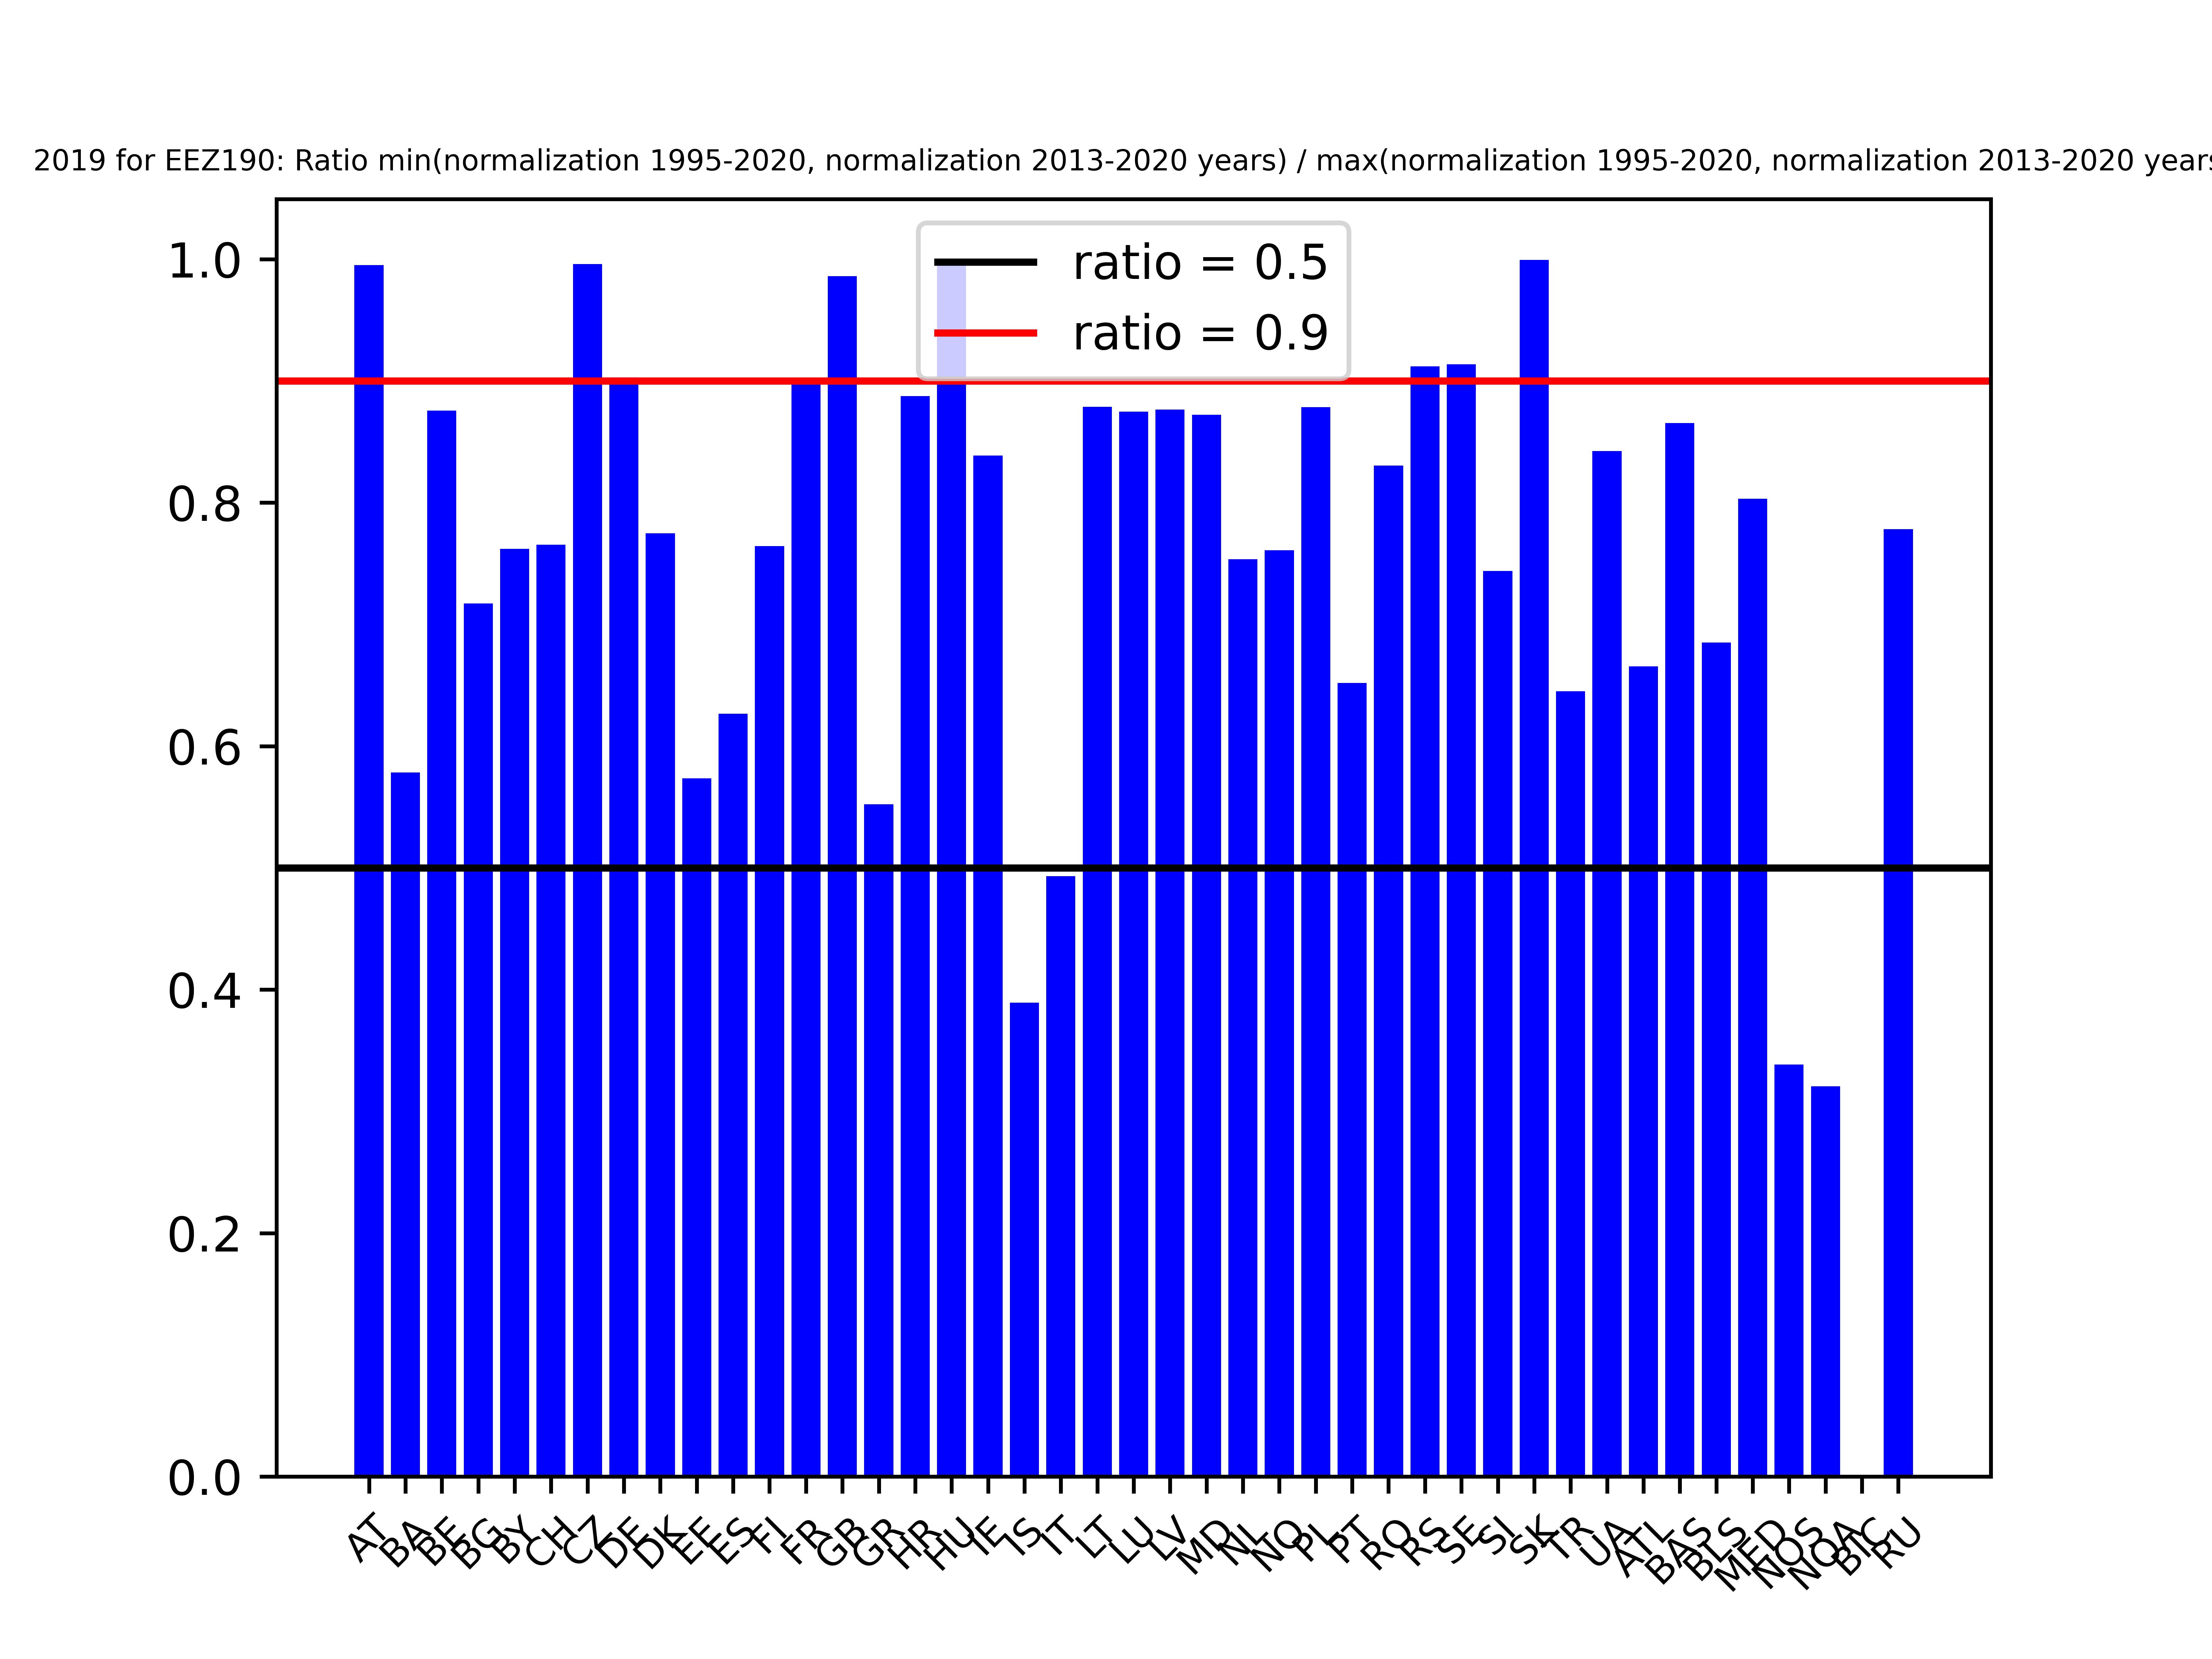 2019 for EEZ190: Ratio min(normalization 1995-2020, normalization 2013-2020 years) / max(normalization 1995-2020, normalization 2013-2020 years
ratio = 0.5
ratio = 0.9
1.0
0.8
0.6
0.4
0.2
0.0
AT BA BE BG BY CH CZ DE DK EE ES FI FR GB GR HR HU IE IS IT LT LU LV MD NL NO PL PT RO RS SE SI SK TR UA ATL BAS BLS MED NOS NOA BIC RU